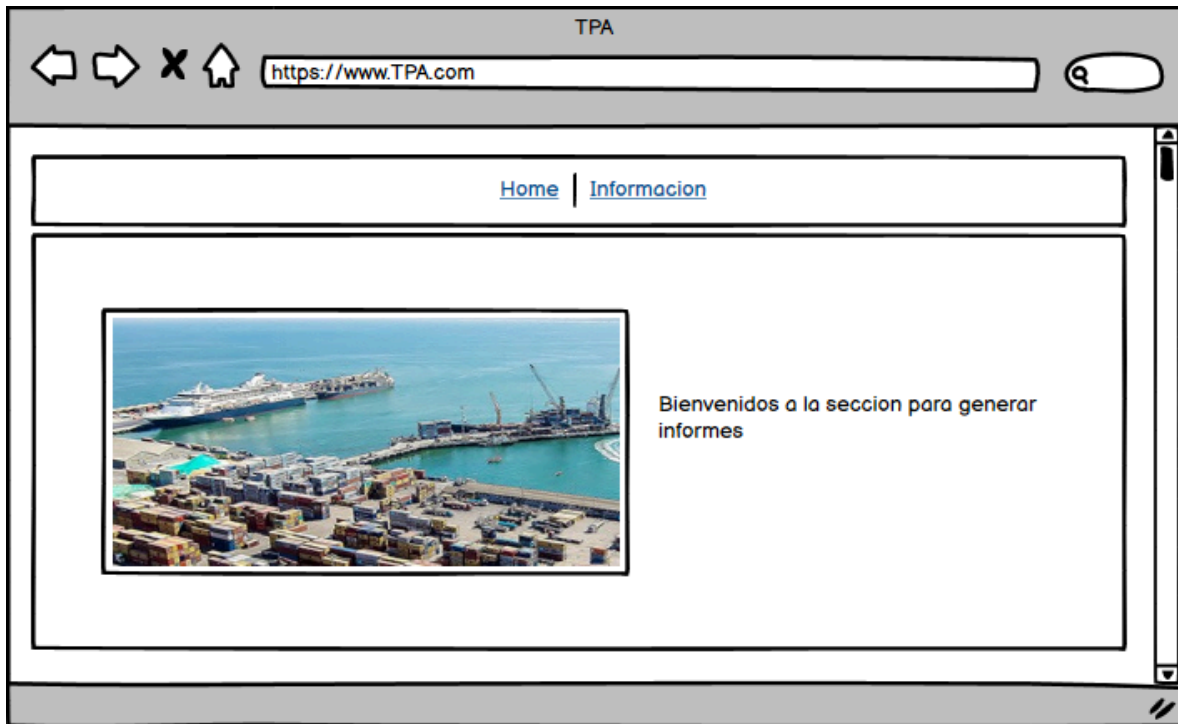 TPA
https://www.TPA.com
Home
Informacion
Bienvenidos a la seccion para generar
informes